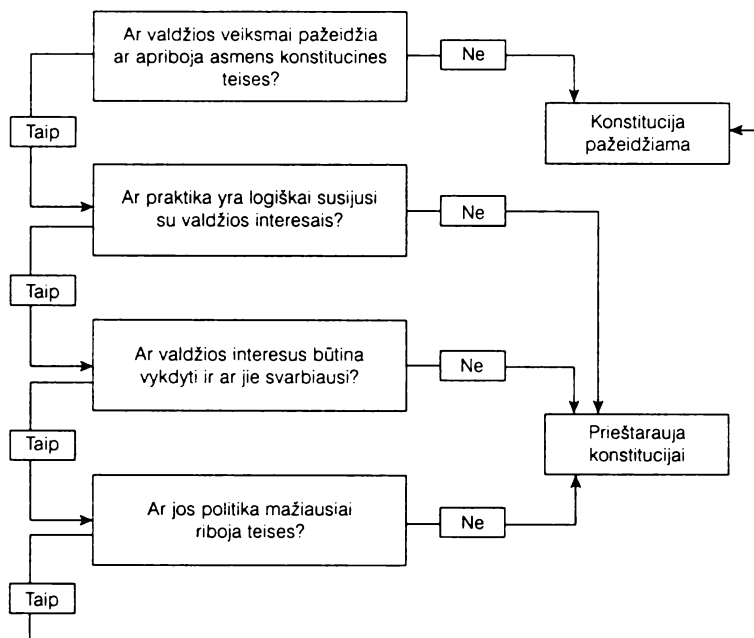 Ar valdžios veiksmai pažeidžia
ar apriboja asmens konstitucines
teises?
Ne
Taip
Konstitucija
pažeidžiama
Ar praktika yra logiškai susijusi
su valdžios interesais?
Ne
Taip
Ar valdžios interesus būtina
vykdyti ir ar jie svarbiausi?
Ne
Taip
Prieštarauja
konstitucijai
Ar jos politika mažiausiai
riboja teises?
Ne
Taip